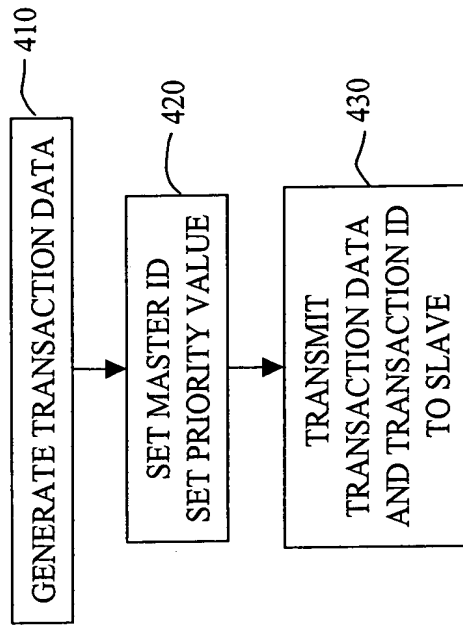 GENERATE TRANSACTION DATA
410
SET MASTER ID
SET PRIORITY VALUE
420
TRANSMIT
TRANSACTION DATA
AND TRANSACTION ID
TO SLAVE
430